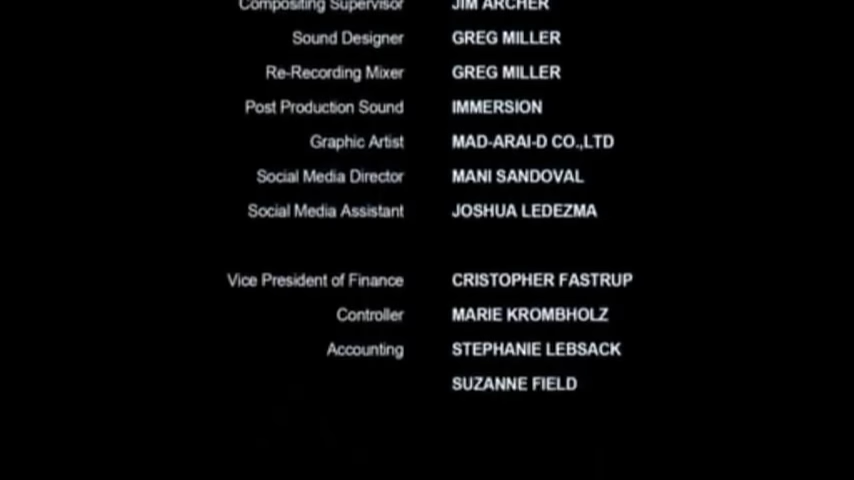 Compositing Supervisor JIM ARCHER
Sound Designer GREG MILLER
Re-Recording Mixer GREG MILLER
Post Production Sound IMMERSION
Graphic Artist MAD-ARAI-D CO.,LTD
Social Media Director MANI SANDOVAL
Social Media Assistant JOSHUA LEDEZMA
Vice President of Finance CRISTOPHER FASTRUP
Controller MARIE KROMBHOLZ
Accounting STEPHANIE LEBSACK
SUZANNE FIELD